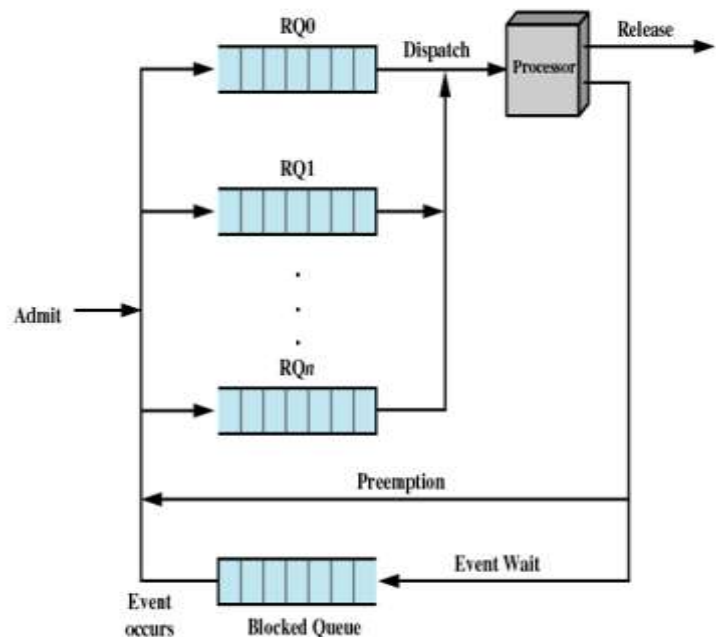 RQ0
Dispatch
Release
Processor
RQ1
Admit
RQn
Preemption
Event Wait
Event
occurs
Blocked Queue